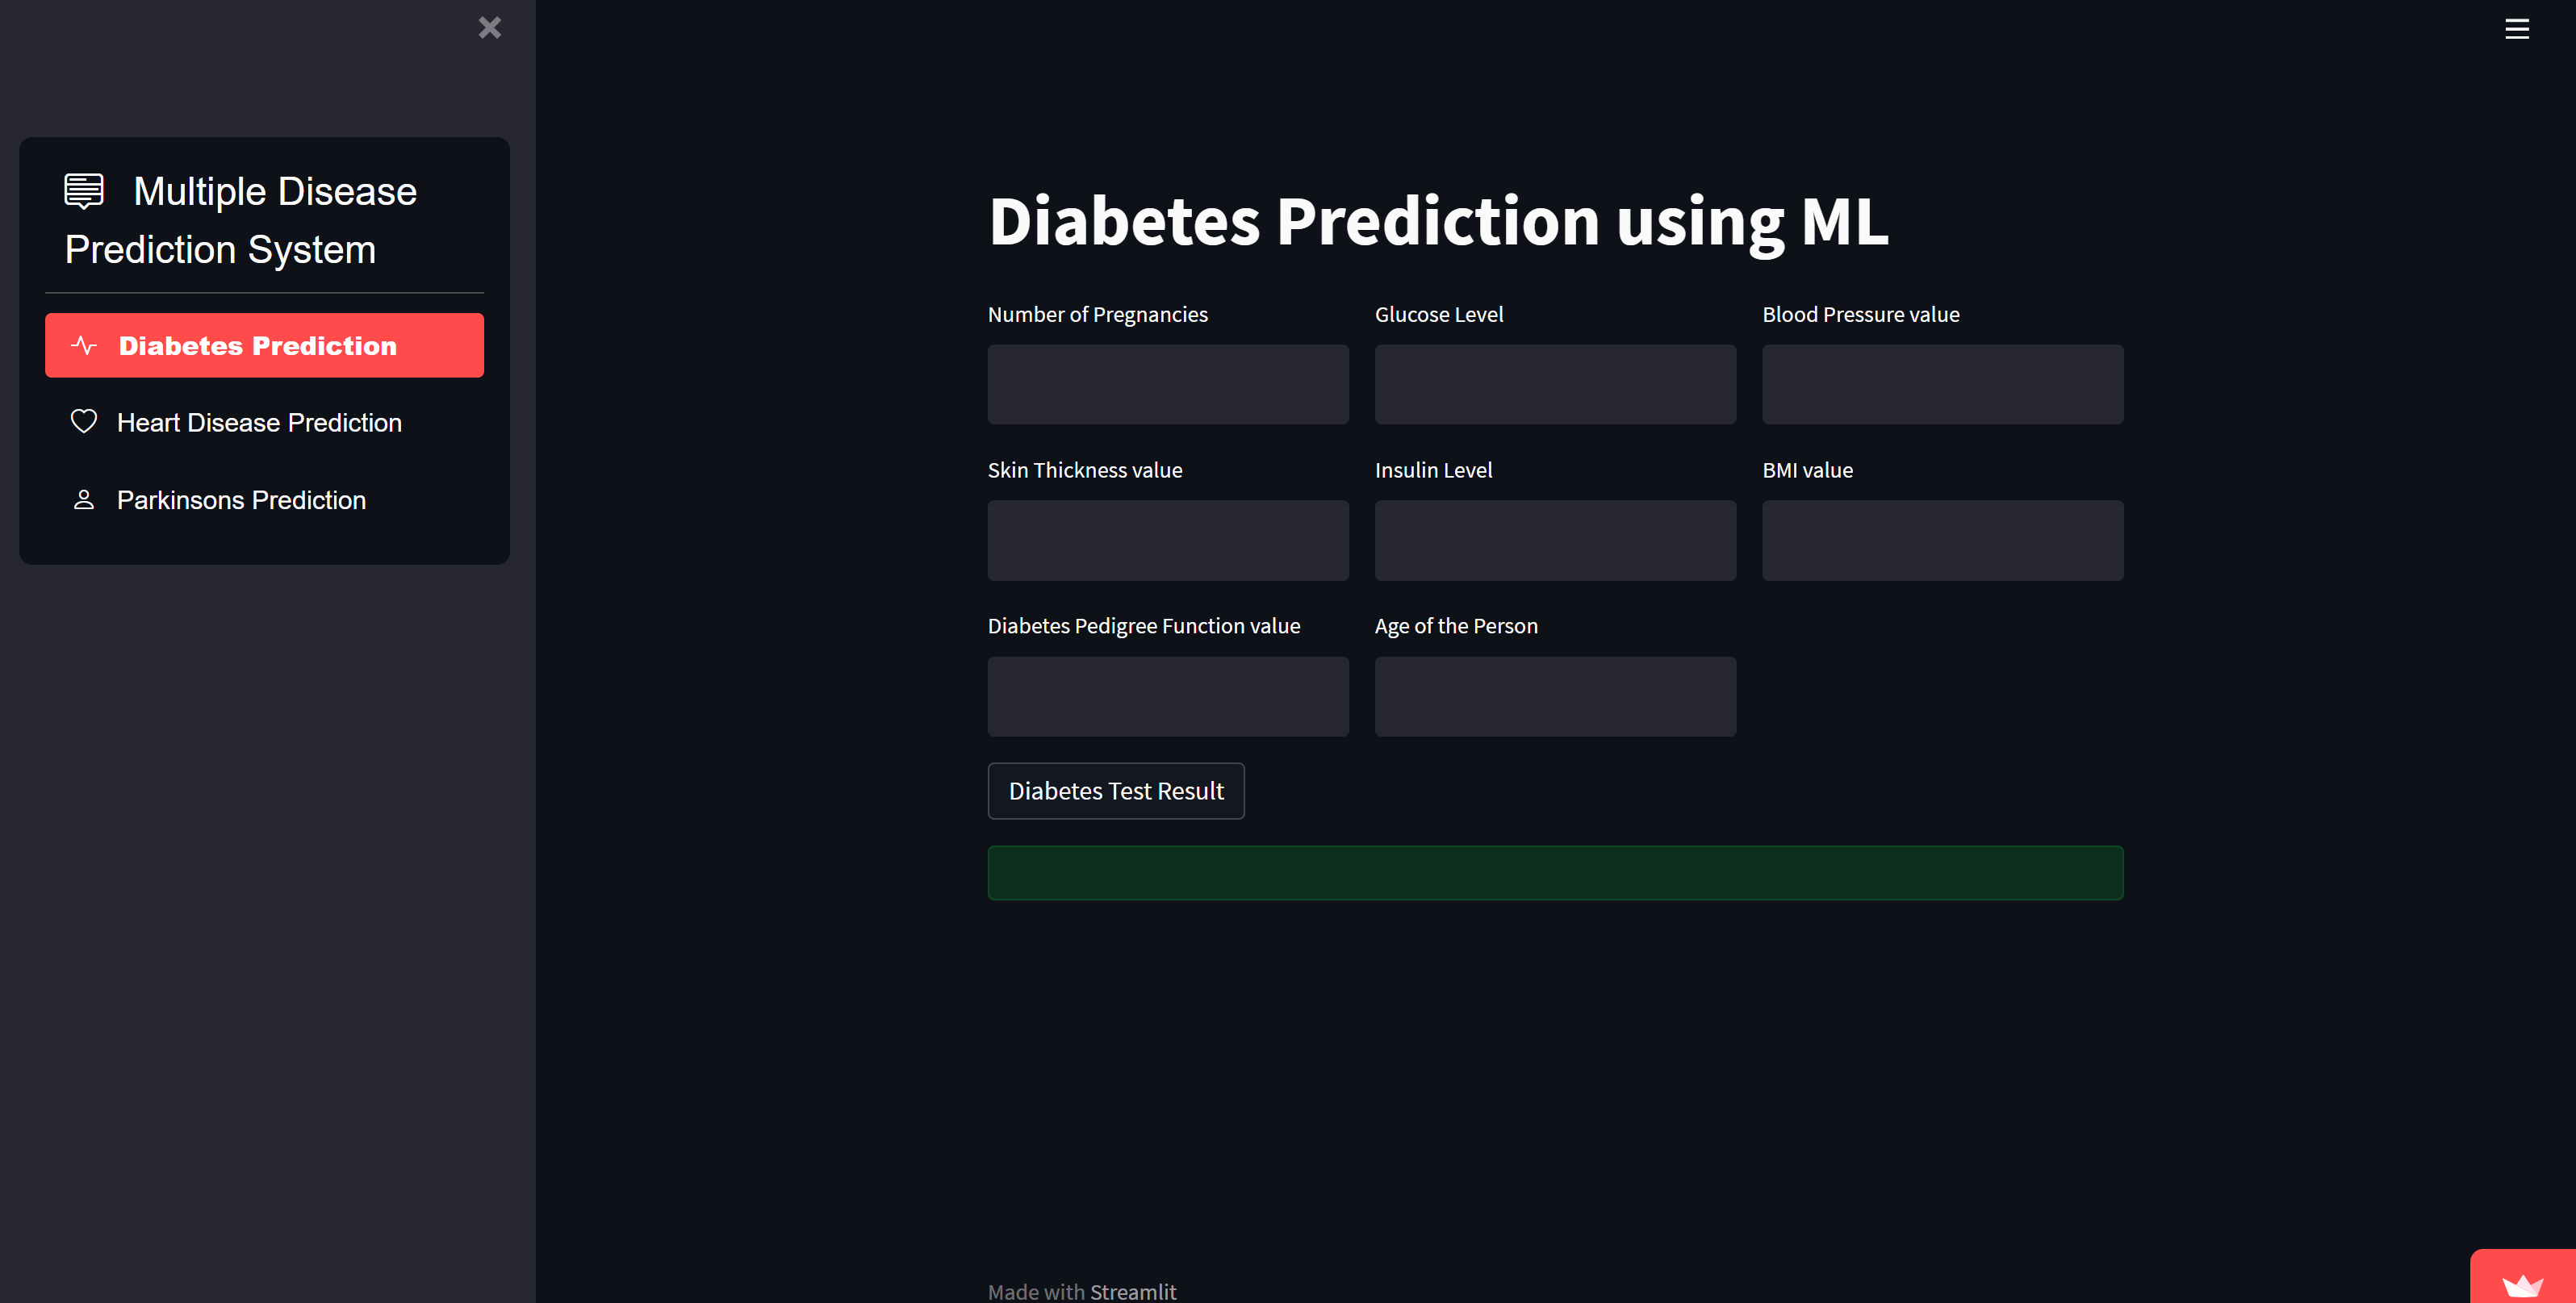 Multiple Disease
Prediction System
Diabetes Prediction
Heart Disease Prediction
Parkinsons Prediction
Diabetes Prediction using ML
Number of Pregnancies
Glucose Level
Blood Pressure value
Skin Thickness value
Insulin Level
BMI value
Diabetes Pedigree Function value
Age of the Person
Diabetes Test Result
Made with Streamlit